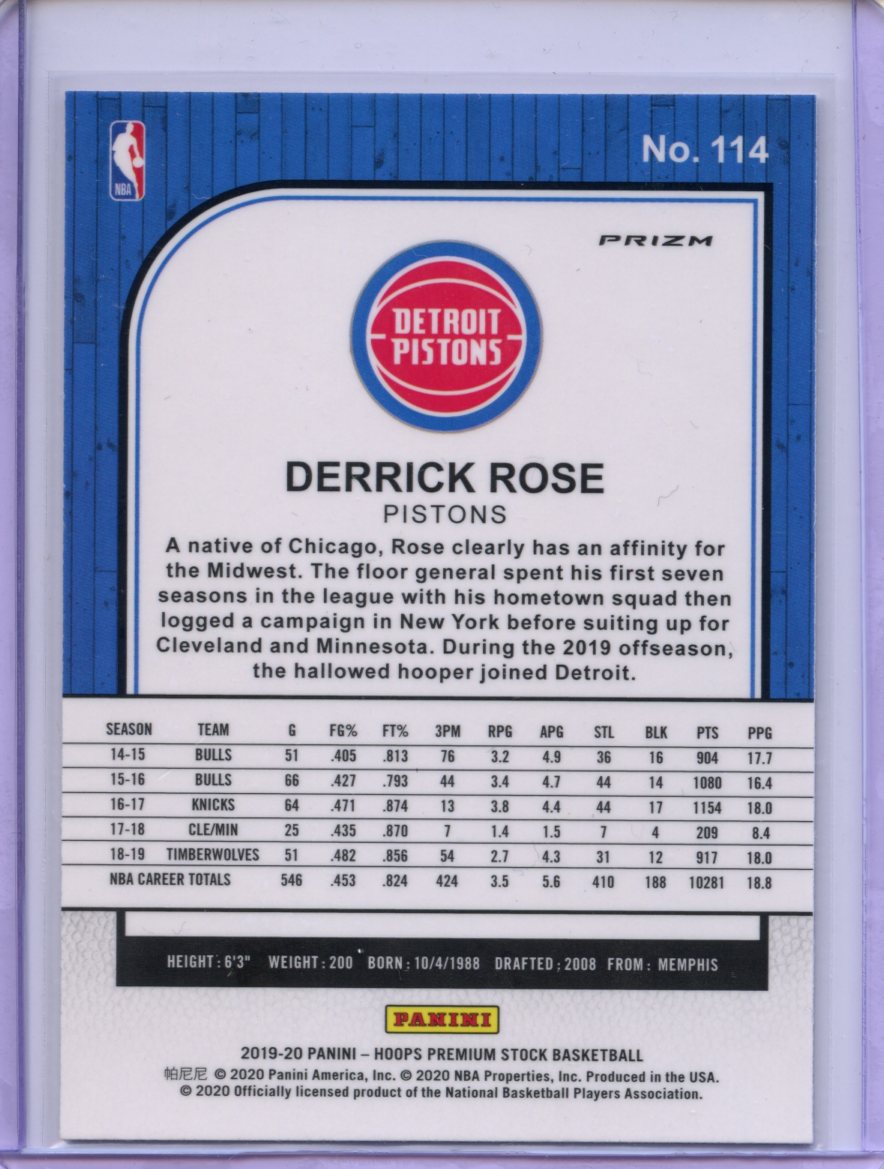 No. 114
NBA
PRIZM
DETROIT
PISTONS
DERRICK ROSE
PISTONS
A native of Chicago, Rose clearly has an affinity for
the Midwest. The floor general spent his first seven
seasons in the league with his hometown squad then
logged a campaign in New York before suiting up for
Cleveland and Minnesota. During the 2019 offseason,
the hallowed hooper joined Detroit.
SEASON TEAM G FG% FT% 3PM RPG APG STL BLK PTS PPG
14-15 BULLS 51 .405 .813 76 3.2 4.9 36 16 904 17.7
15-16 BULLS 66 .427 .793 44 3.4 4.7 44 14 1080 16.4
16-17 KNICKS 64 .471 .874 13 3.8 4.4 44 17 1154 18.0
17-18 CLE/MIN 25 .435 .870 7 1.4 1.5 7 4 209 8.4
18-19 TIMBERWOLVES 51 .482 .856 54 2.7 4.3 31 12 917 18.0
NBA CAREER TOTALS 546 .453 .824 424 3.5 5.6 410 188 10281 18.8
HEIGHT: 6'3" WEIGHT: 200 BORN: 10/4/1988 DRAFTED: 2008 FROM: MEMPHIS
PANINI
2019-20 PANINI – HOOPS PREMIUM STOCK BASKETBALL
帕尼尼 © 2020 Panini America, Inc. © 2020 NBA Properties, Inc. Produced in the USA.
© 2020 Officially licensed product of the National Basketball Players Association.